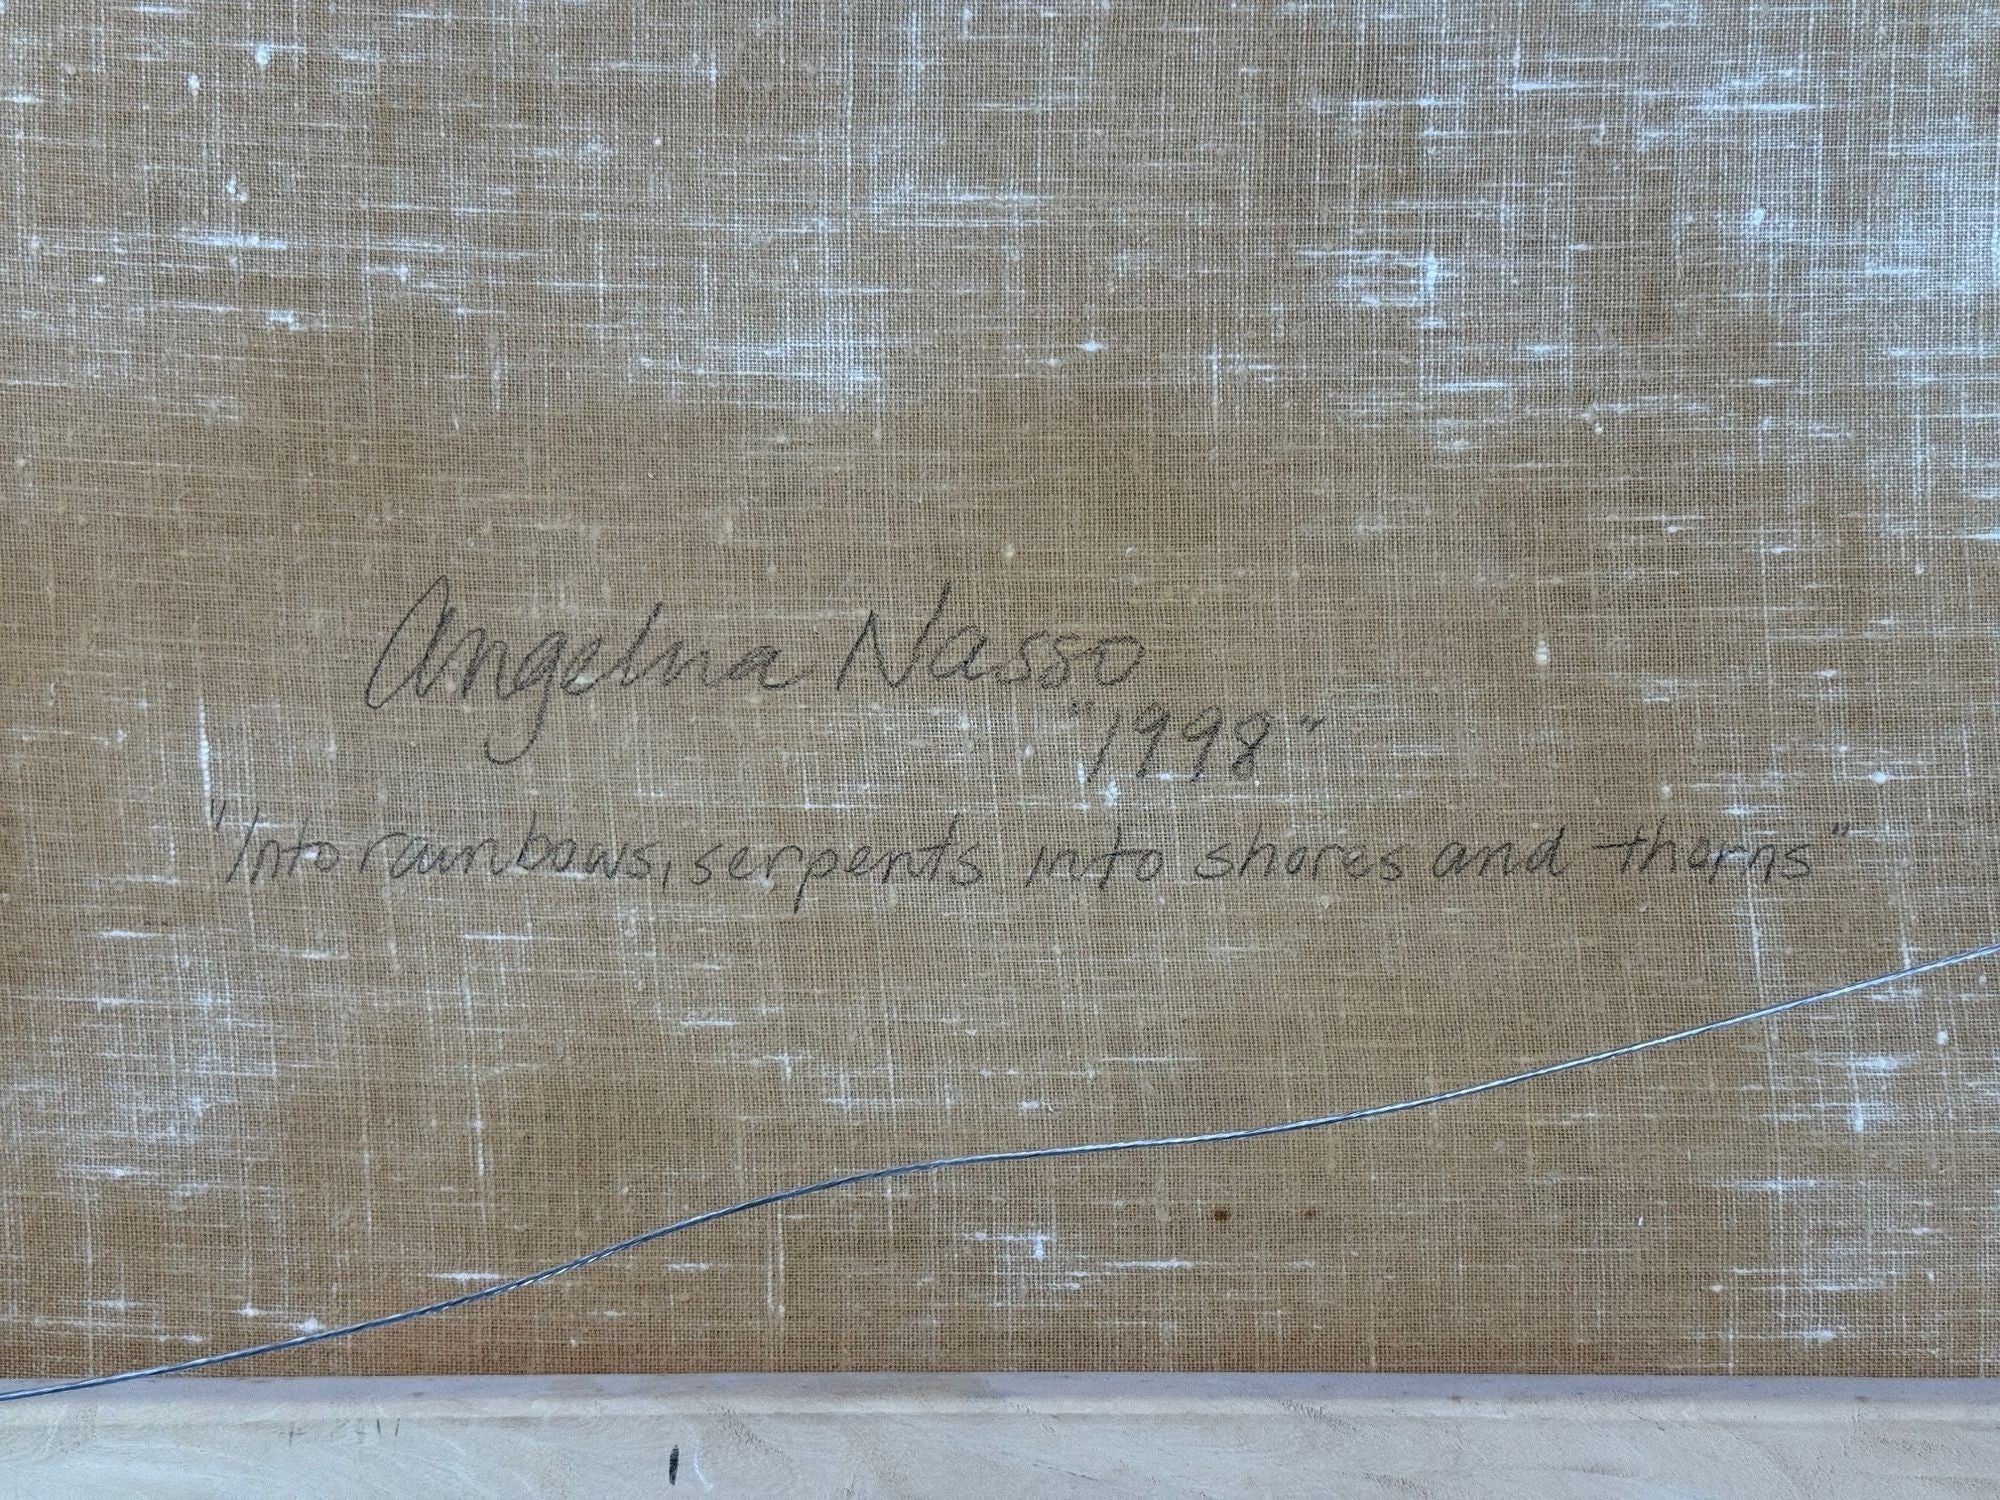 Angelina Nasso
"1998"
"Into rainbows, serpents into shores and thorns"